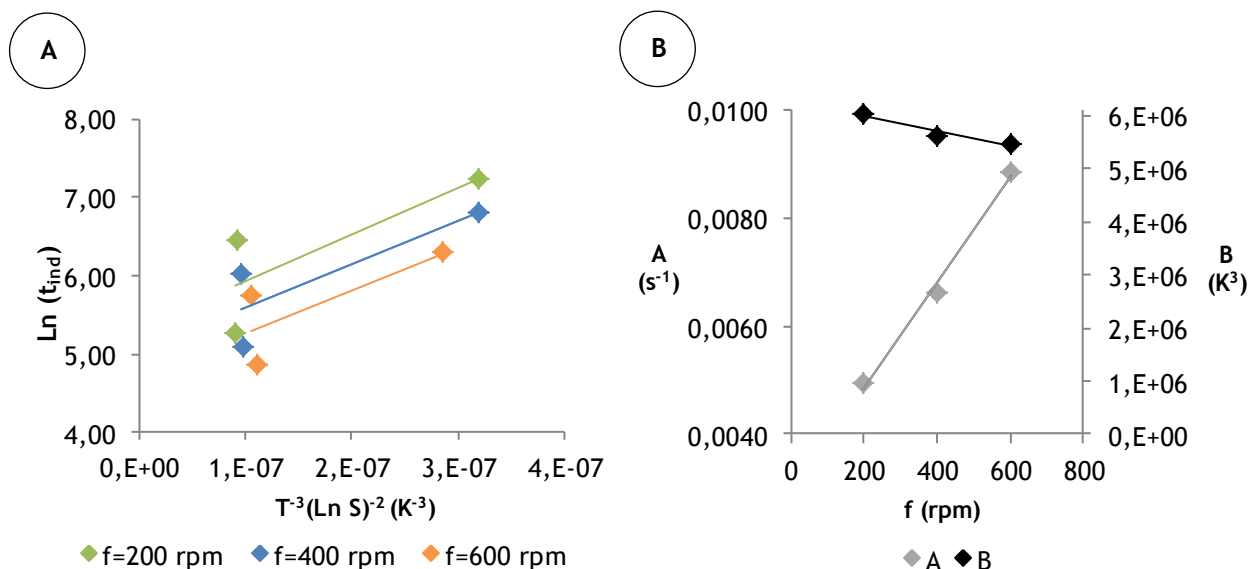 A
Ln (t_ind)
8,00
7,00
6,00
5,00
4,00
0,E+00
1,E-07
2,E-07
3,E-07
4,E-07
T⁻³(Ln S)⁻² (K⁻³)
f=200 rpm f=400 rpm f=600 rpm
B
A
(s⁻¹)
0,0100
0,0080
0,0060
0,0040
6,E+06
5,E+06
4,E+06
3,E+06
2,E+06
1,E+06
0,E+00
B
(K³)
0
200
400
600
800
f (rpm)
A B